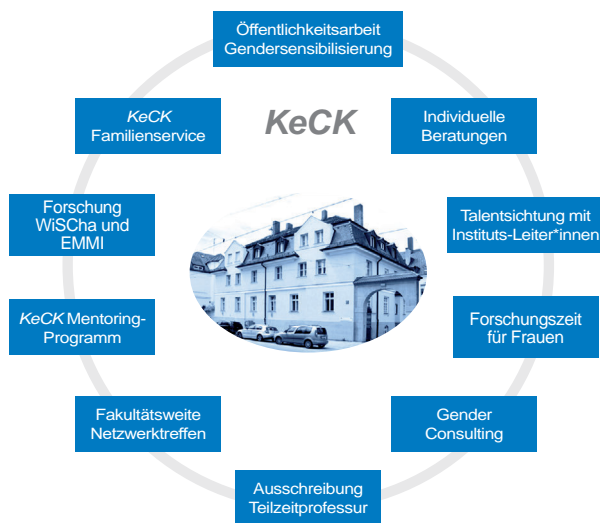 Öffentlichkeitsarbeit
Gendersensibilisierung
KeCK
Familienservice
KeCK
Individuelle
Beratungen
Forschung
WiSCha und
EMMI
Talentsichtung mit
Instituts-Leiter*innen
KeCK Mentoring-
Programm
Forschungszeit
für Frauen
Fakultätsweite
Netzwerktreffen
Gender
Consulting
Ausschreibung
Teilzeitprofessur